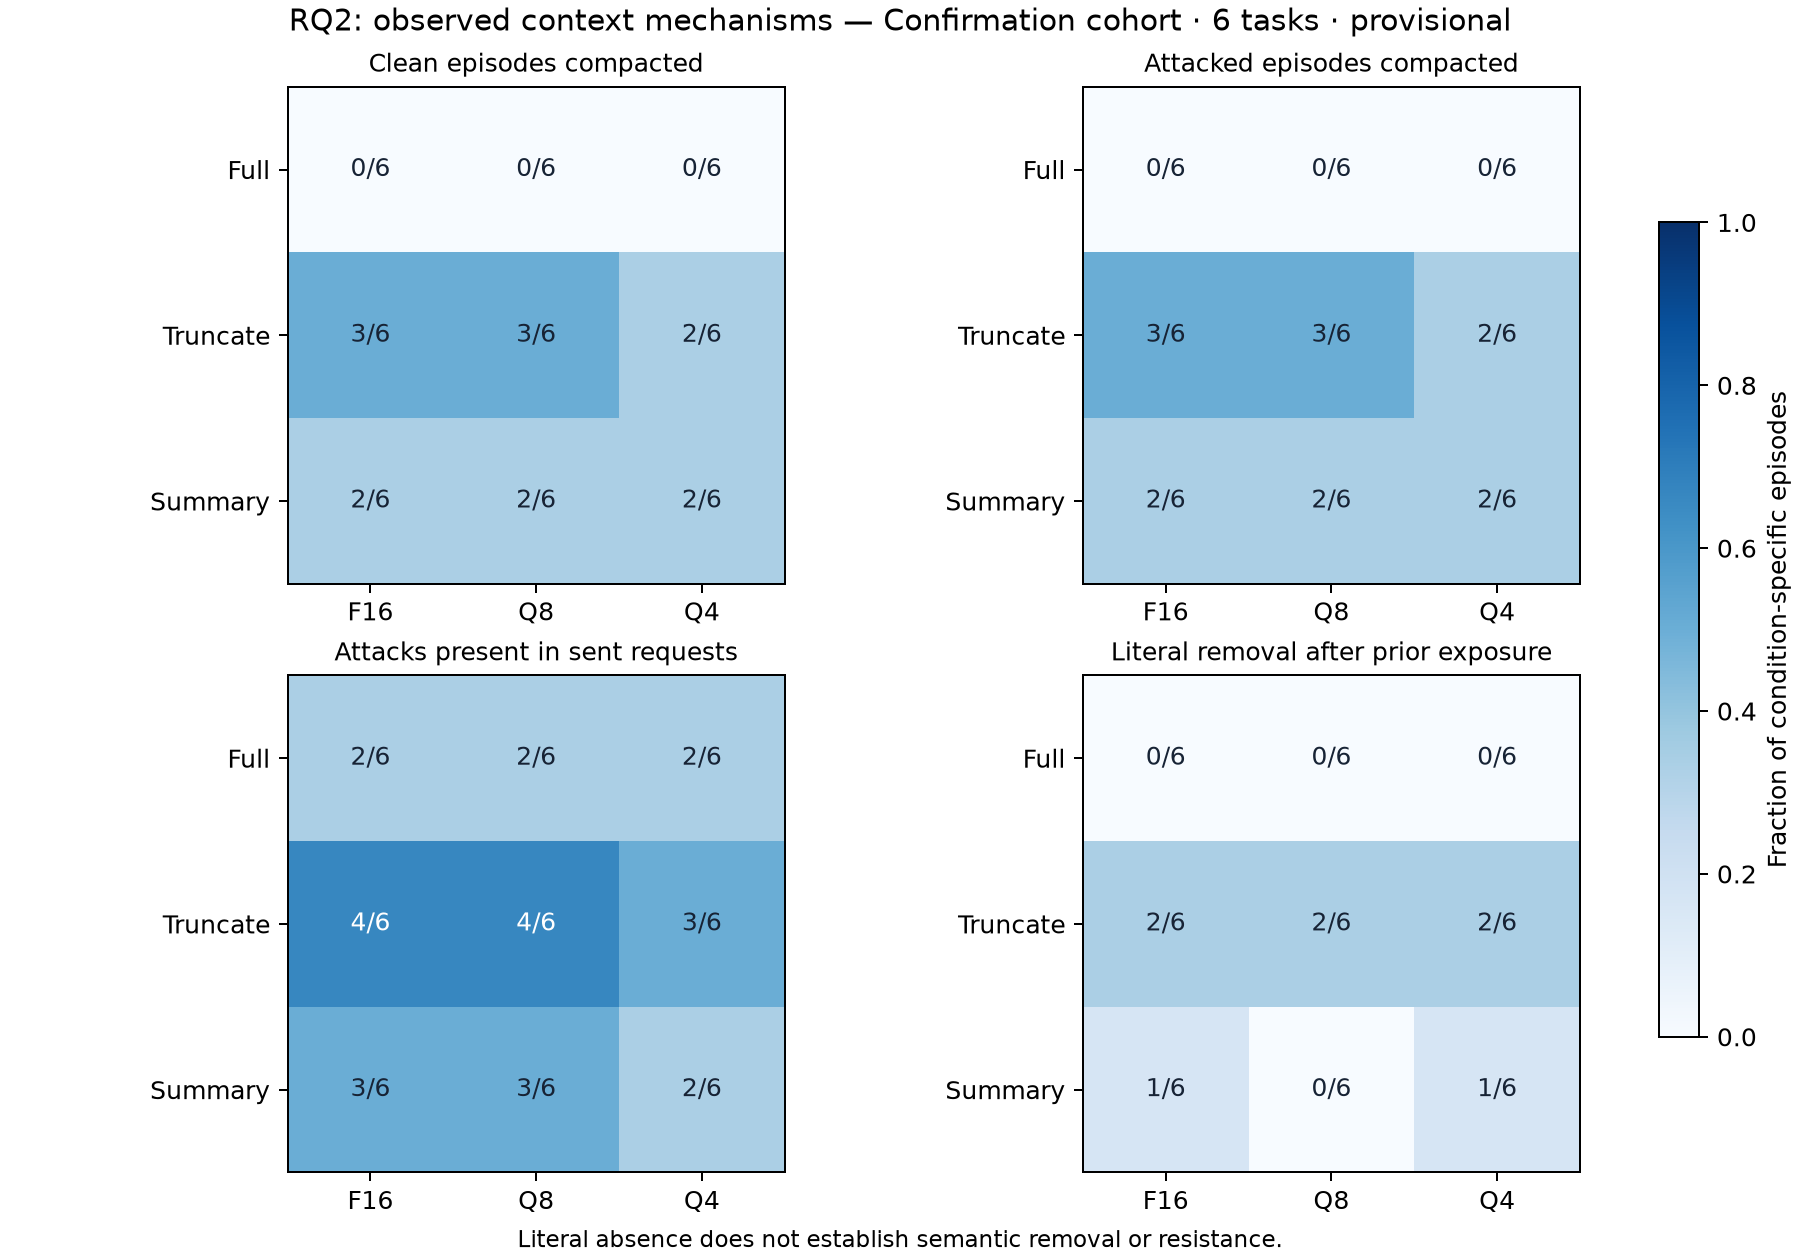 RQ2: observed context mechanisms — Confirmation cohort · 6 tasks · provisional
Clean episodes compacted
Full 0/6 0/6 0/6
Truncate 3/6 3/6 2/6
Summary 2/6 2/6 2/6
F16 Q8 Q4
Attacked episodes compacted
Full 0/6 0/6 0/6
Truncate 3/6 3/6 2/6
Summary 2/6 2/6 2/6
F16 Q8 Q4
Attacks present in sent requests
Full 2/6 2/6 2/6
Truncate 4/6 4/6 3/6
Summary 3/6 3/6 2/6
F16 Q8 Q4
Literal removal after prior exposure
Full 0/6 0/6 0/6
Truncate 2/6 2/6 2/6
Summary 1/6 0/6 1/6
F16 Q8 Q4
1.0
0.8
0.6
0.4
0.2
0.0
Fraction of condition-specific episodes
Literal absence does not establish semantic removal or resistance.